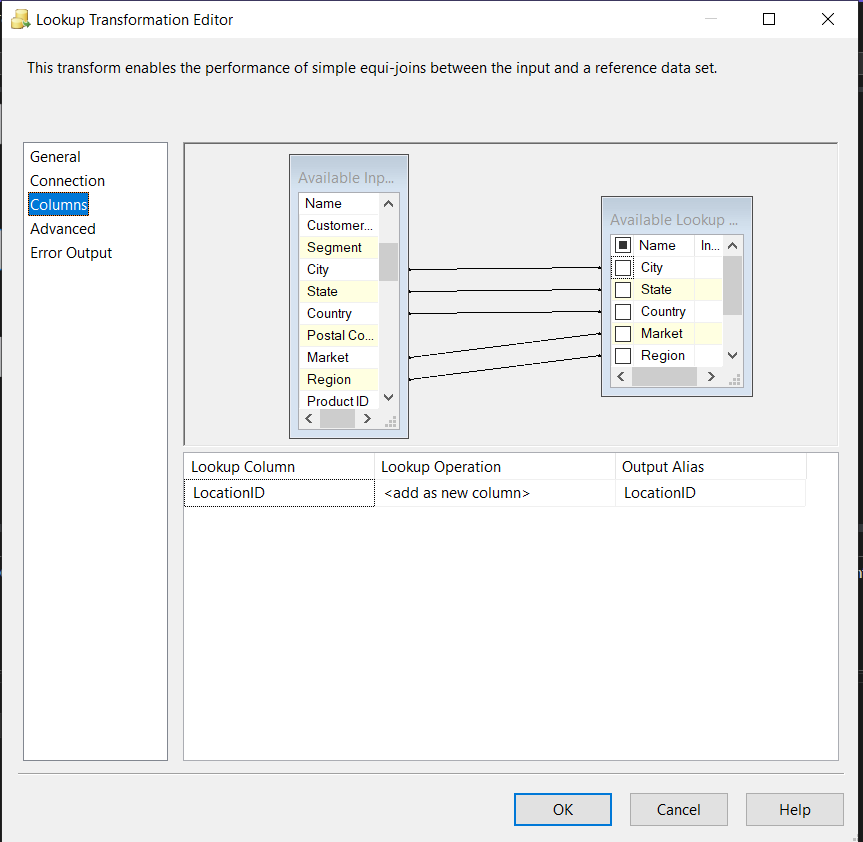 Lookup Transformation Editor
This transform enables the performance of simple equi-joins between the input and a reference data set.
General
Connection
Columns
Advanced
Error Output
Available Inp...
Name
Customer...
Segment
City
State
Country
Postal Co...
Market
Region
Product ID
Available Lookup ...
Name In...
City
State
Country
Market
Region
Lookup Column Lookup Operation Output Alias
LocationID <add as new column> LocationID
OK Cancel Help